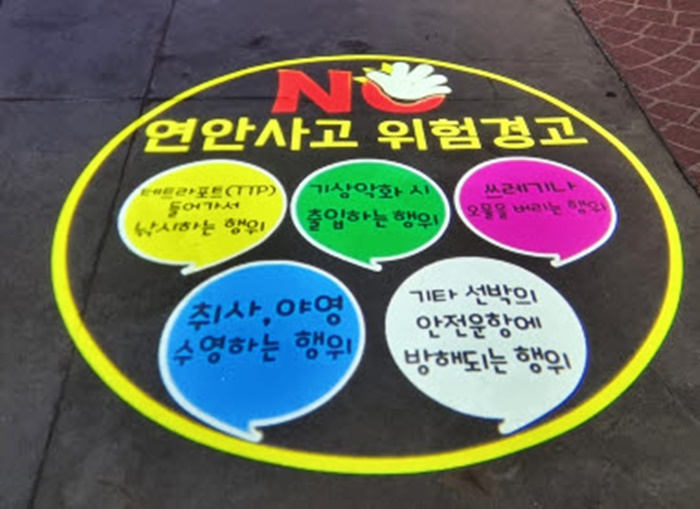 NO
연안사고 위험경고
테트라포트(TTP)
들어가서
낚시하는 행위
기상악화 시
출입하는 행위
쓰레기나
오물을 버리는 행위
취사, 야영
수영하는 행위
기타 선박의
안전운항에
방해되는 행위